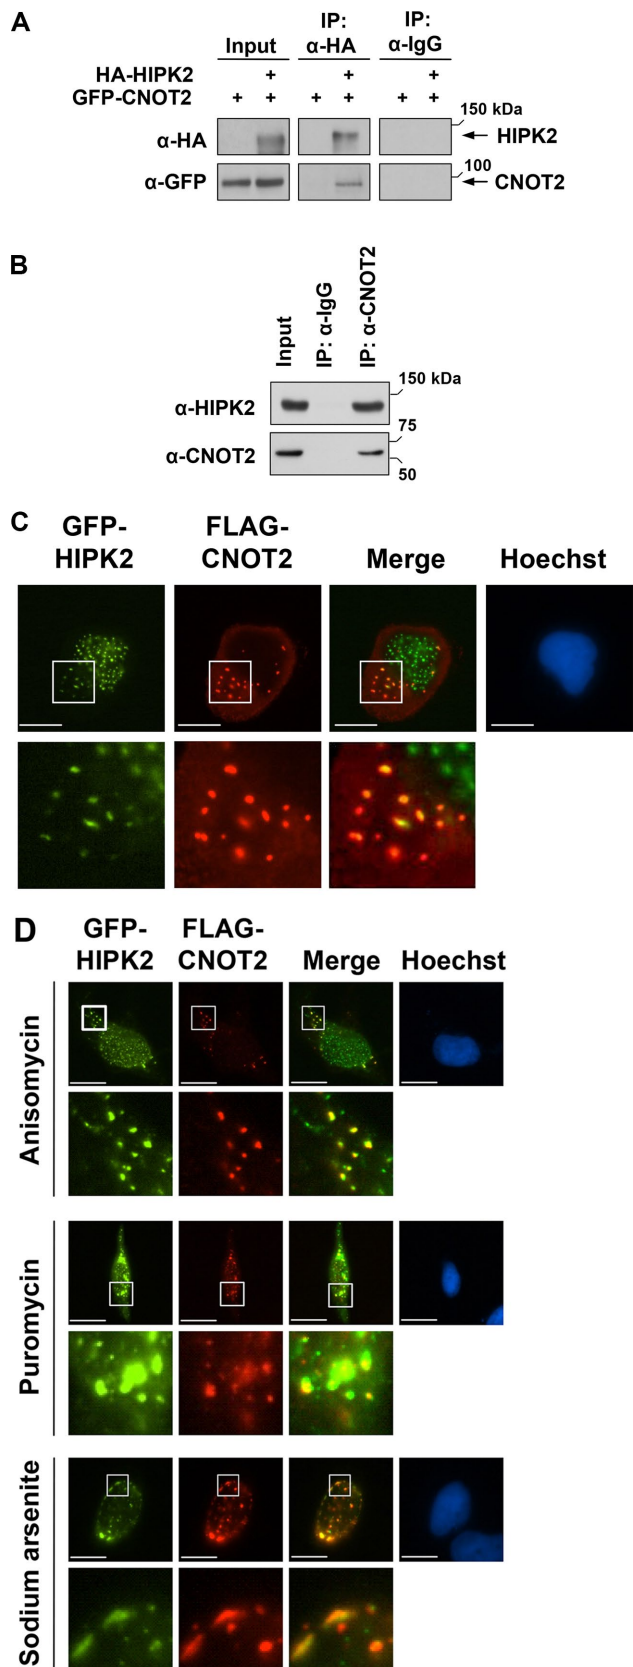 A
Input
IP:
α-HA
IP:
α-IgG
HA-HIPK2 + + +
GFP-CNOT2 + + + + + +
150 kDa
α-HA
HIPK2
100
α-GFP
CNOT2
B
Input
IP: α-IgG
IP: α-CNOT2
150 kDa
α-HIPK2
75
α-CNOT2
50
C
GFP-
HIPK2
FLAG-
CNOT2
Merge
Hoechst
D
GFP-
HIPK2
FLAG-
CNOT2
Merge
Hoechst
Anisomycin
Puromycin
Sodium arsenite